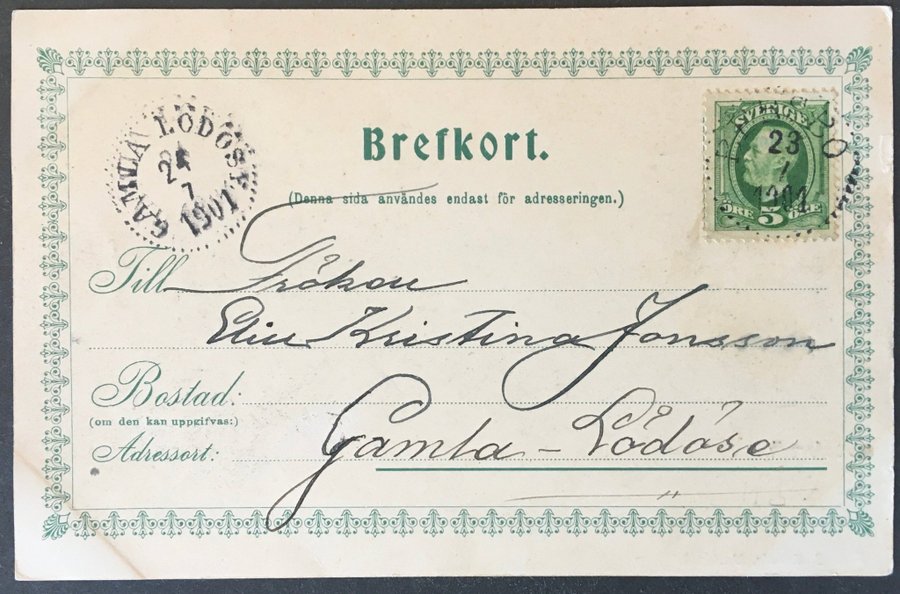 GAMLA LÖDÖSE
24
7
1901
Brefkort.
(Denna sida användes endast för adresseringen.)
SVERIGE
23
7
1901
ÖRE 5 ÖRE
Till Fröken
Elin Kristina Jonsson
Bostad:
(om den kan uppgifvas:)
Adressort: Gamla-Lödöse